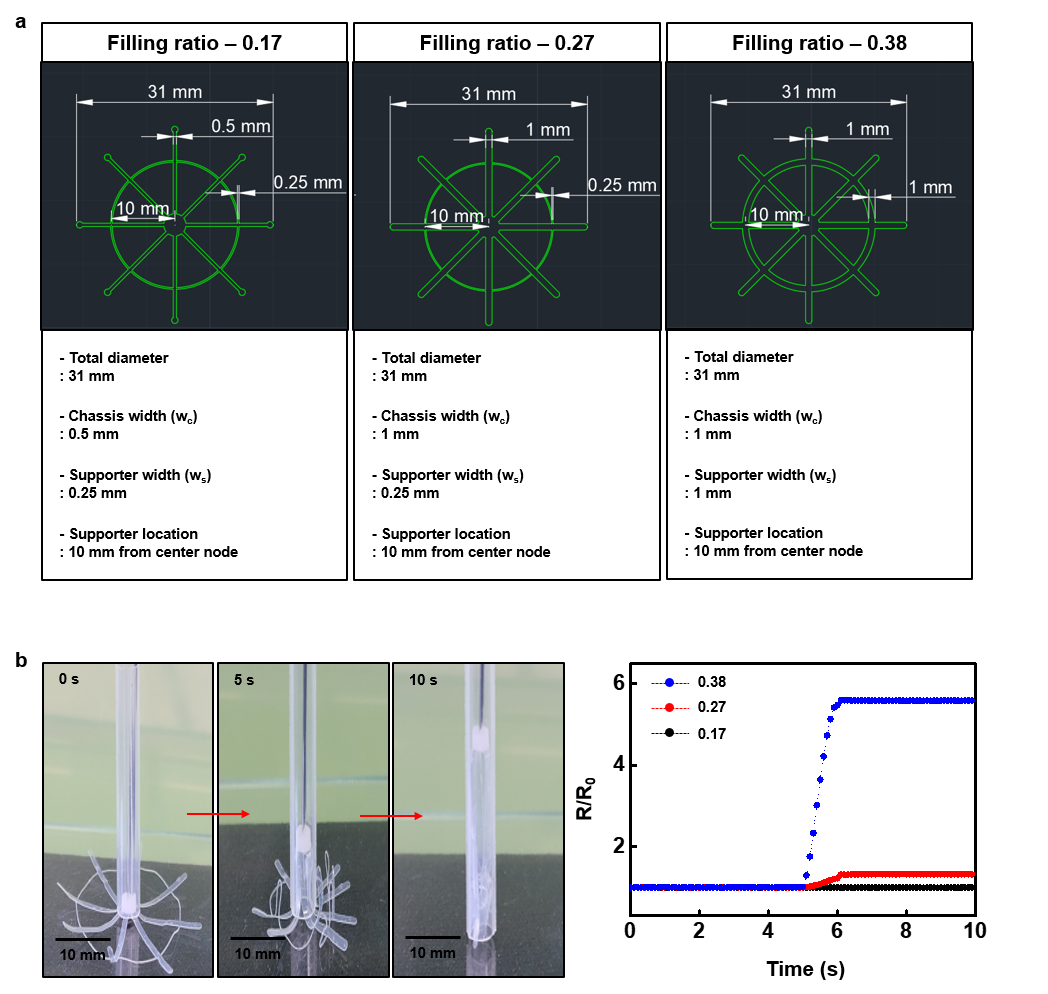 a
Filling ratio – 0.17
Filling ratio – 0.27
Filling ratio – 0.38
31 mm
0.5 mm
0.25 mm
10 mm
31 mm
1 mm
0.25 mm
10 mm
31 mm
1 mm
1 mm
10 mm
- Total diameter
: 31 mm
- Chassis width (wc)
: 0.5 mm
- Supporter width (ws)
: 0.25 mm
- Supporter location
: 10 mm from center node
- Total diameter
: 31 mm
- Chassis width (wc)
: 1 mm
- Supporter width (ws)
: 0.25 mm
- Supporter location
: 10 mm from center node
- Total diameter
: 31 mm
- Chassis width (wc)
: 1 mm
- Supporter width (ws)
: 1 mm
- Supporter location
: 10 mm from center node
b
0 s
10 mm
5 s
10 mm
10 s
10 mm
0.38
0.27
0.17
R/R0
6
4
2
0 2 4 6 8 10
Time (s)